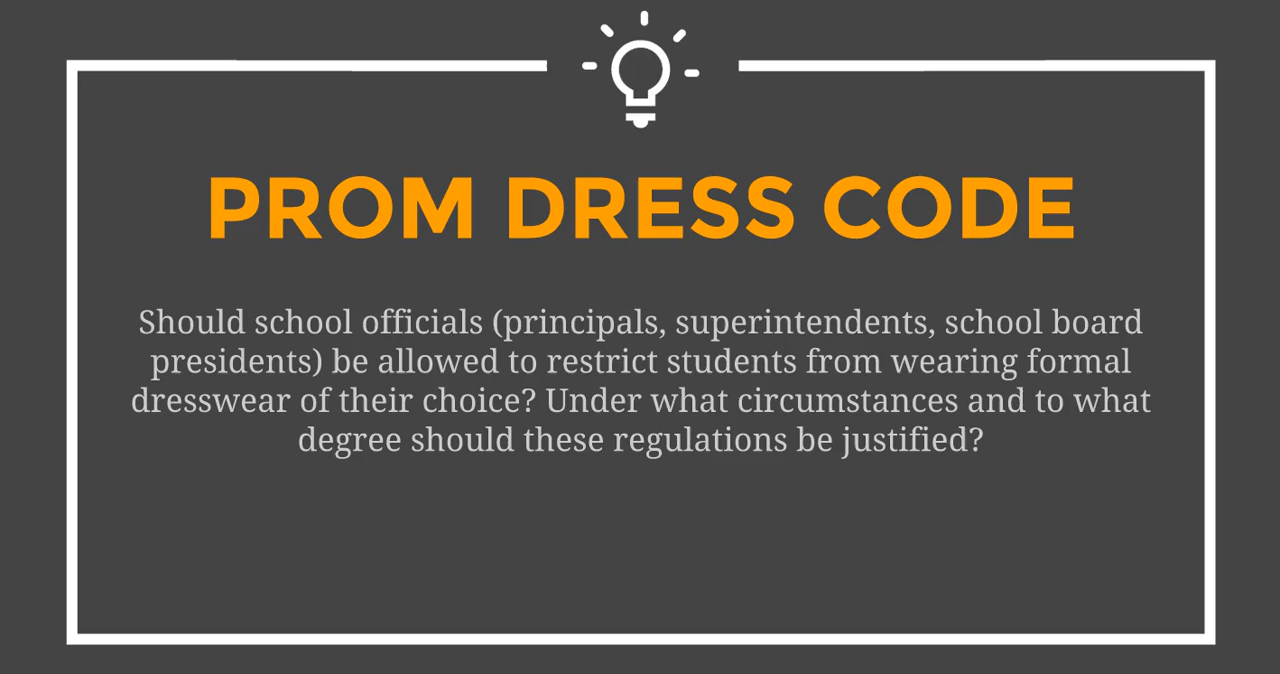 PROM DRESS CODE
Should school officials (principals, superintendents, school board
presidents) be allowed to restrict students from wearing formal
dresswear of their choice? Under what circumstances and to what
degree should these regulations be justified?